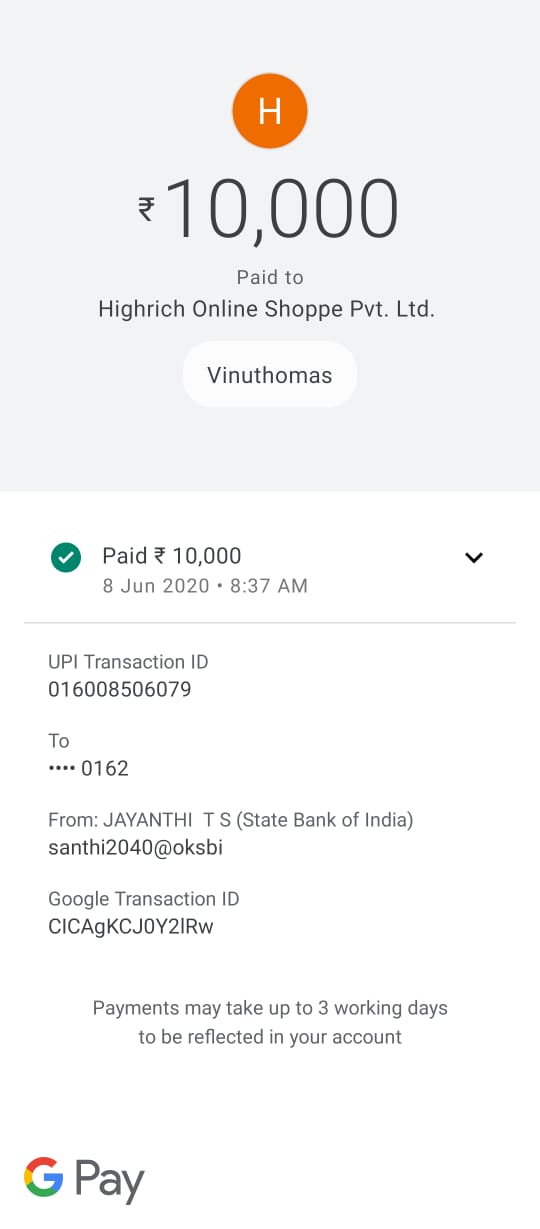 H
₹10,000
Paid to
Highrich Online Shoppe Pvt. Ltd.
Vinuthomas
Paid ₹ 10,000
8 Jun 2020 • 8:37 AM
UPI Transaction ID
016008506079
To
•••• 0162
From: JAYANTHI T S (State Bank of India)
santhi2040@oksbi
Google Transaction ID
CICAgKCJ0Y2lRw
Payments may take up to 3 working days
to be reflected in your account
G Pay